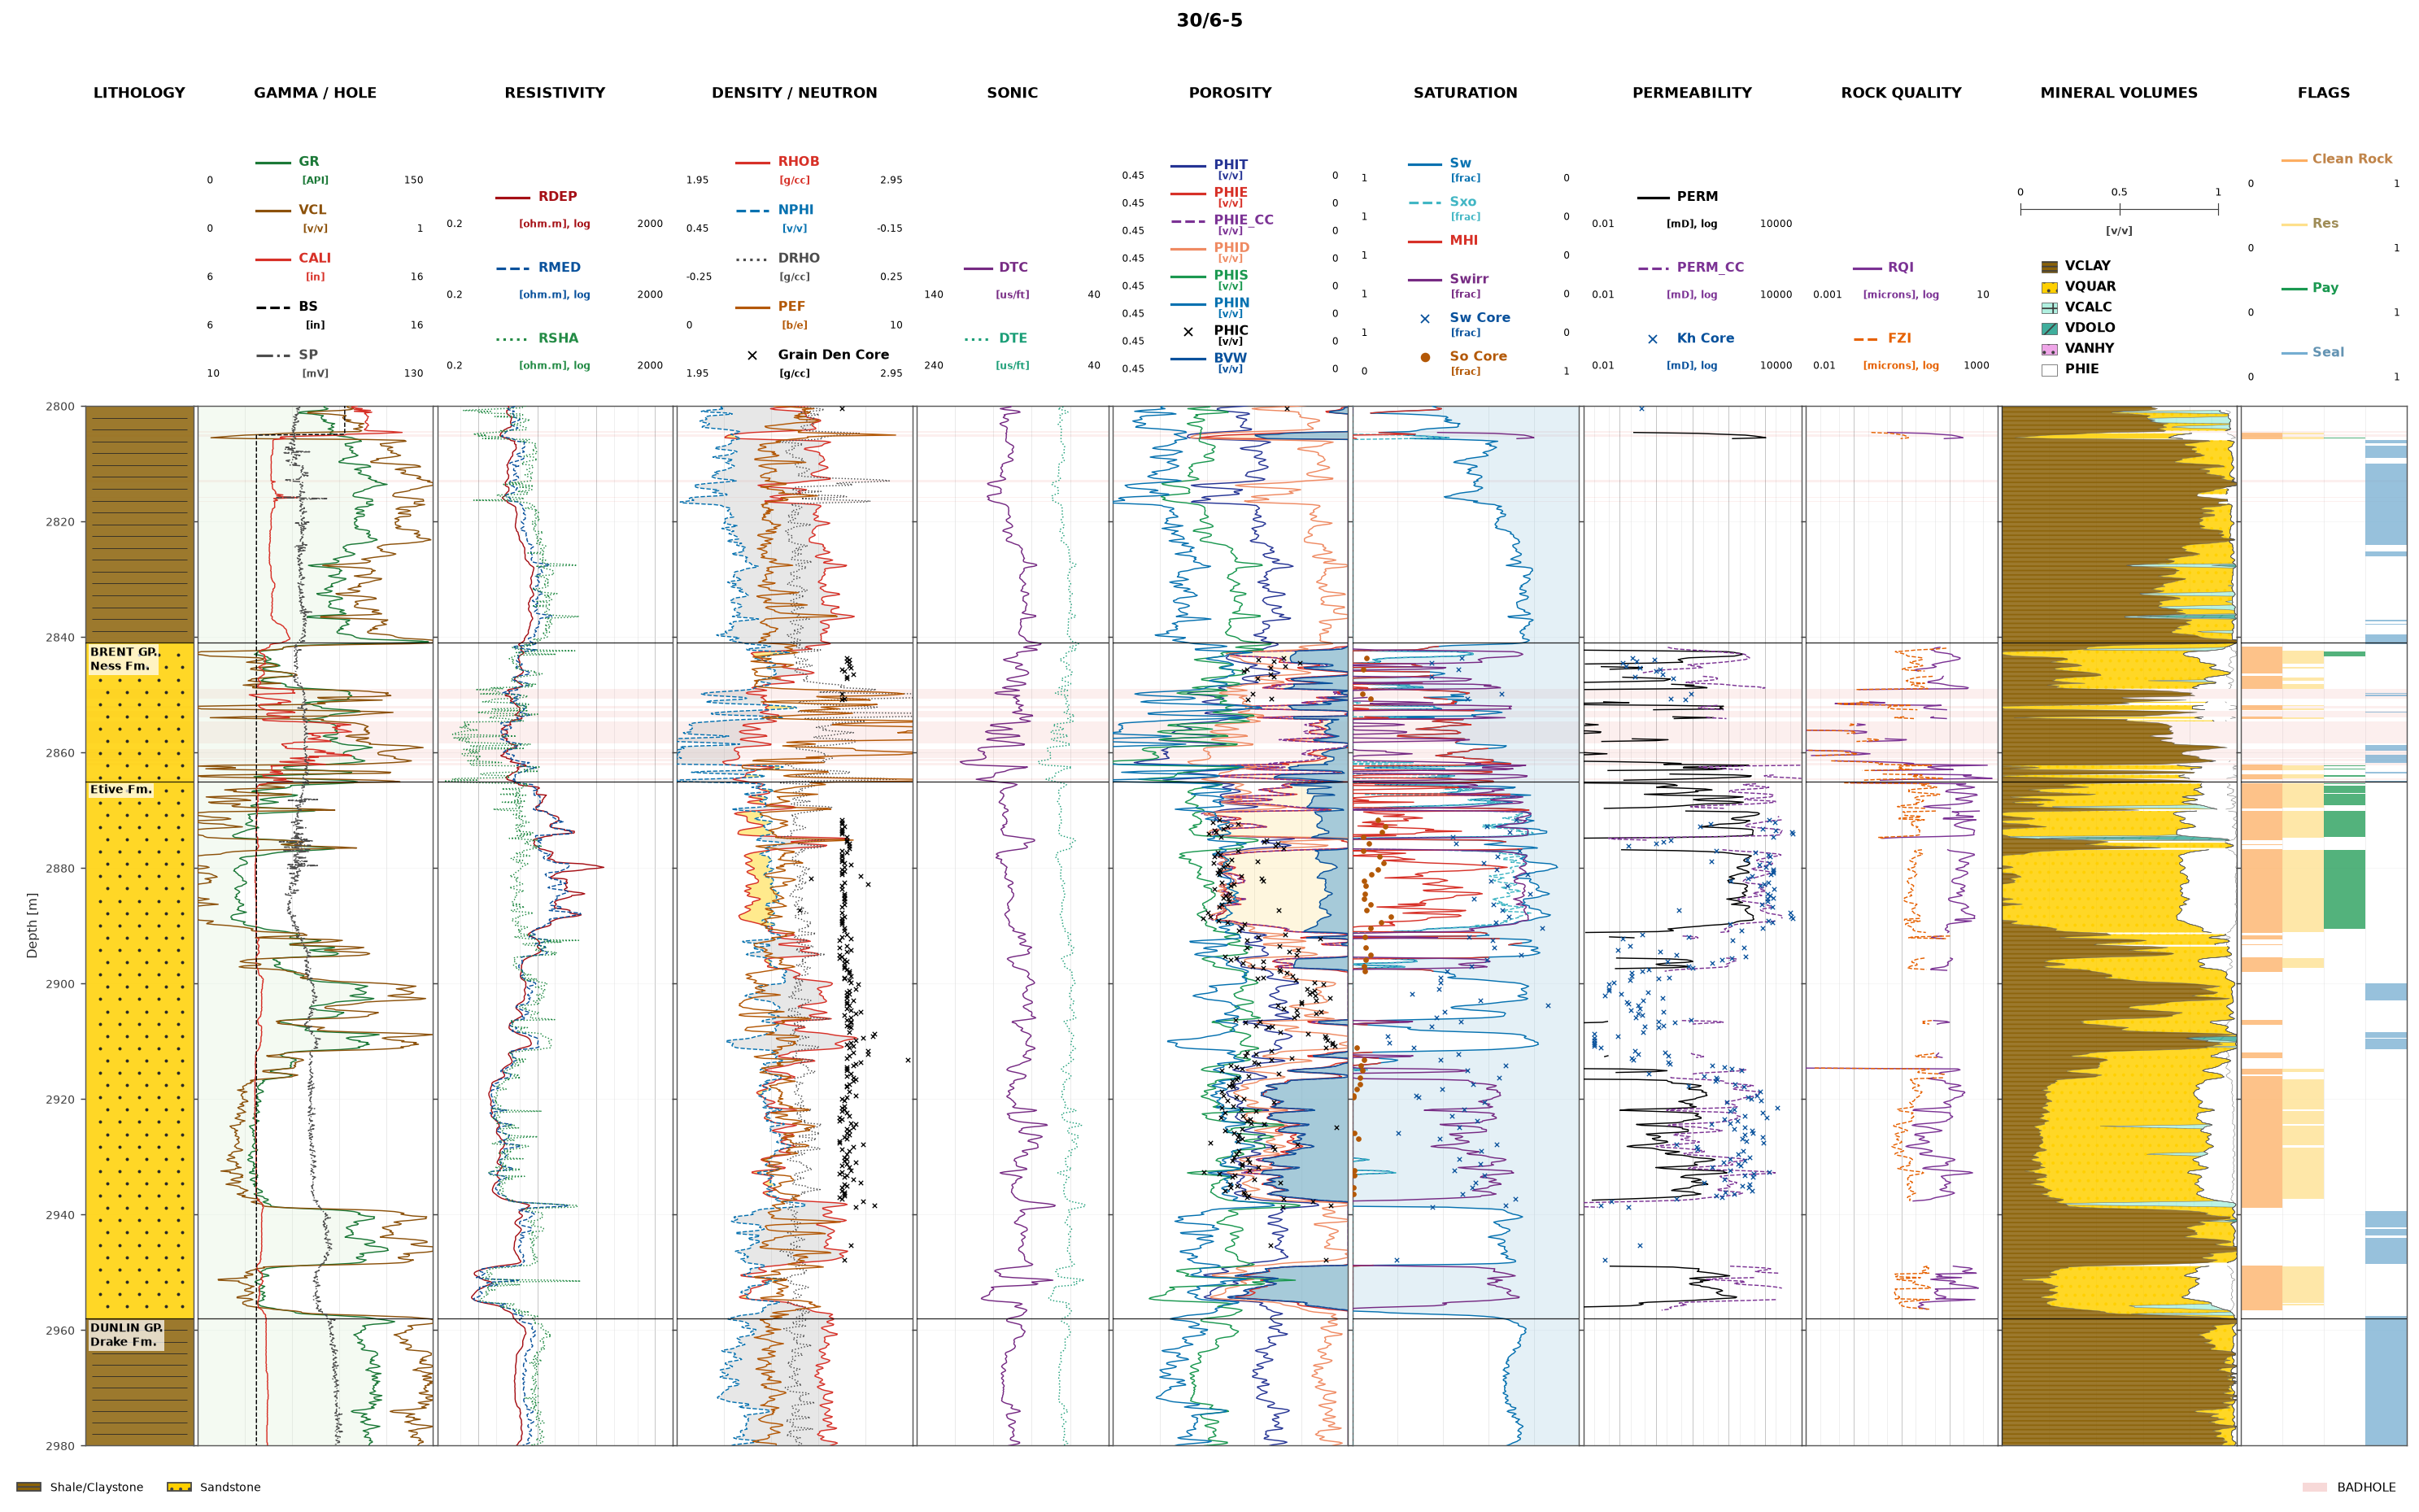 30/6-5
LITHOLOGY
GAMMA / HOLE
RESISTIVITY
DENSITY / NEUTRON
SONIC
POROSITY
SATURATION
PERMEABILITY
ROCK QUALITY
MINERAL VOLUMES
FLAGS
GR
0 [API] 150
VCL
0 [v/v] 1
CALI
6 [in] 16
BS
6 [in] 16
SP
10 [mV] 130
RDEP
0.2 [ohm.m], log 2000
RMED
0.2 [ohm.m], log 2000
RSHA
0.2 [ohm.m], log 2000
RHOB
1.95 [g/cc] 2.95
NPHI
0.45 [v/v] -0.15
DRHO
-0.25 [g/cc] 0.25
PEF
0 [b/e] 10
Grain Den Core
1.95 [g/cc] 2.95
DTC
140 [us/ft] 40
DTE
240 [us/ft] 40
PHIT
0.45 [v/v] 0
PHIE
0.45 [v/v] 0
PHIE_CC
0.45 [v/v] 0
PHID
0.45 [v/v] 0
PHIS
0.45 [v/v] 0
PHIN
0.45 [v/v] 0
PHIC
0.45 [v/v] 0
BVW
0.45 [v/v] 0
Sw
1 [frac] 0
Sxo
1 [frac] 0
MHI
1 0
Swirr
1 [frac] 0
Sw Core
1 [frac] 0
So Core
0 [frac] 1
PERM
0.01 [mD], log 10000
PERM_CC
0.01 [mD], log 10000
Kh Core
0.01 [mD], log 10000
RQI
0.001 [microns], log 10
FZI
0.01 [microns], log 1000
0 0.5 1
[v/v]
VCLAY
VQUAR
VCALC
VDOLO
VANHY
PHIE
Clean Rock
0 1
Res
0 1
Pay
0 1
Seal
0 1
Depth [m]
2800
2820
2840
2860
2880
2900
2920
2940
2960
2980
BRENT GP.
Ness Fm.
Etive Fm.
DUNLIN GP.
Drake Fm.
Shale/Claystone
Sandstone
BADHOLE